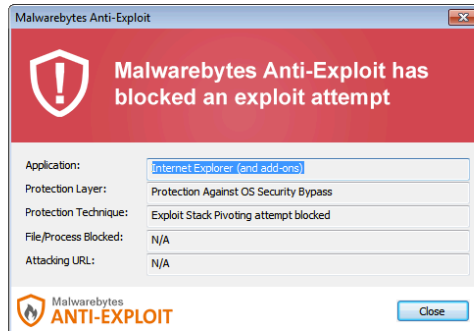 Malwarebytes Anti-Exploit
Malwarebytes Anti-Exploit has
blocked an exploit attempt
Application: Internet Explorer (and add-ons)
Protection Layer: Protection Against OS Security Bypass
Protection Technique: Exploit Stack Pivoting attempt blocked
File/Process Blocked: N/A
Attacking URL: N/A
Malwarebytes
ANTI-EXPLOIT
Close